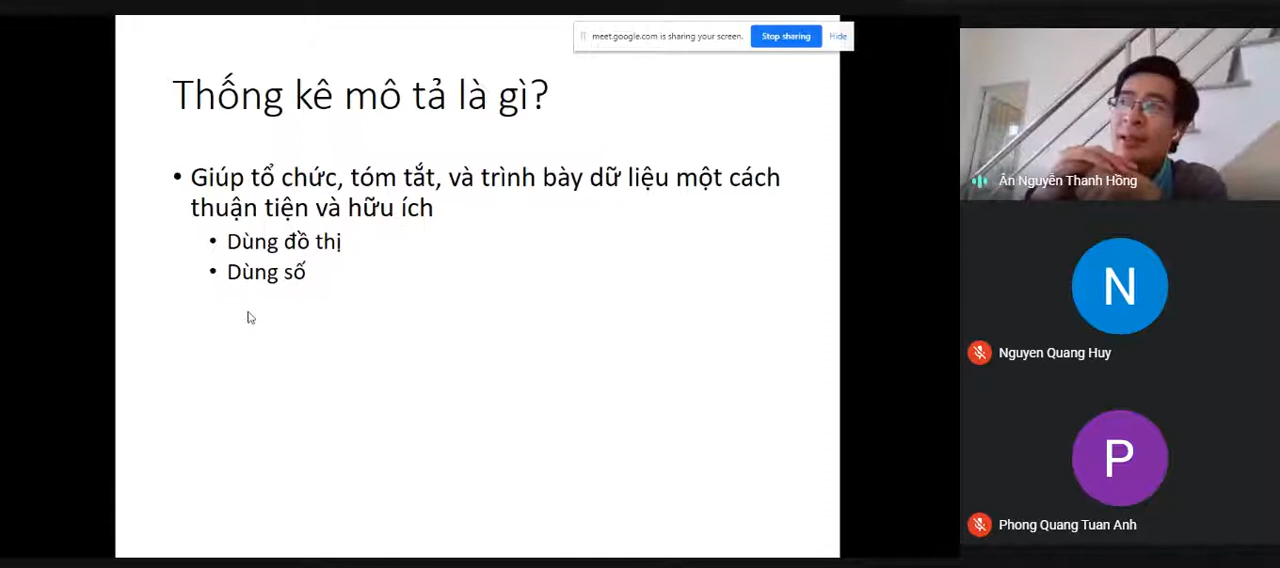 meet.google.com is sharing your screen.
Stop sharing
Hide
Thống kê mô tả là gì?
• Giúp tổ chức, tóm tắt, và trình bày dữ liệu một cách
thuận tiện và hữu ích
• Dùng đồ thị
• Dùng số
Ân Nguyễn Thanh Hồng
N
Nguyen Quang Huy
P
Phong Quang Tuan Anh